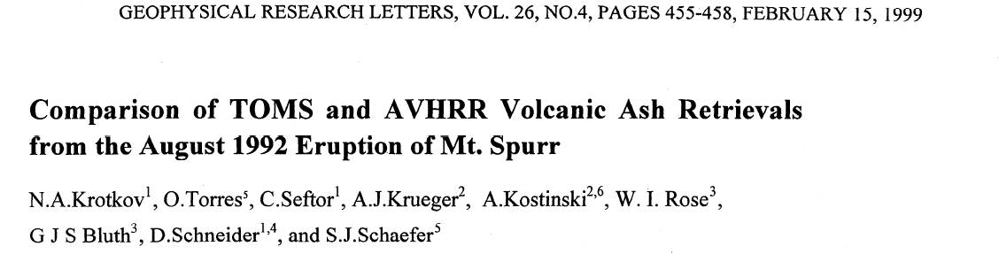 GEOPHYSICAL RESEARCH LETTERS, VOL. 26, NO.4, PAGES 455-458, FEBRUARY 15, 1999
Comparison of TOMS and AVHRR Volcanic Ash Retrievals
from the August 1992 Eruption of Mt. Spurr
N.A.Krotkov¹, O.Torres⁵, C.Seftor¹, A.J.Krueger², A.Kostinski²,⁶, W. I. Rose³,
G J S Bluth³, D.Schneider¹,⁴, and S.J.Schaefer⁵